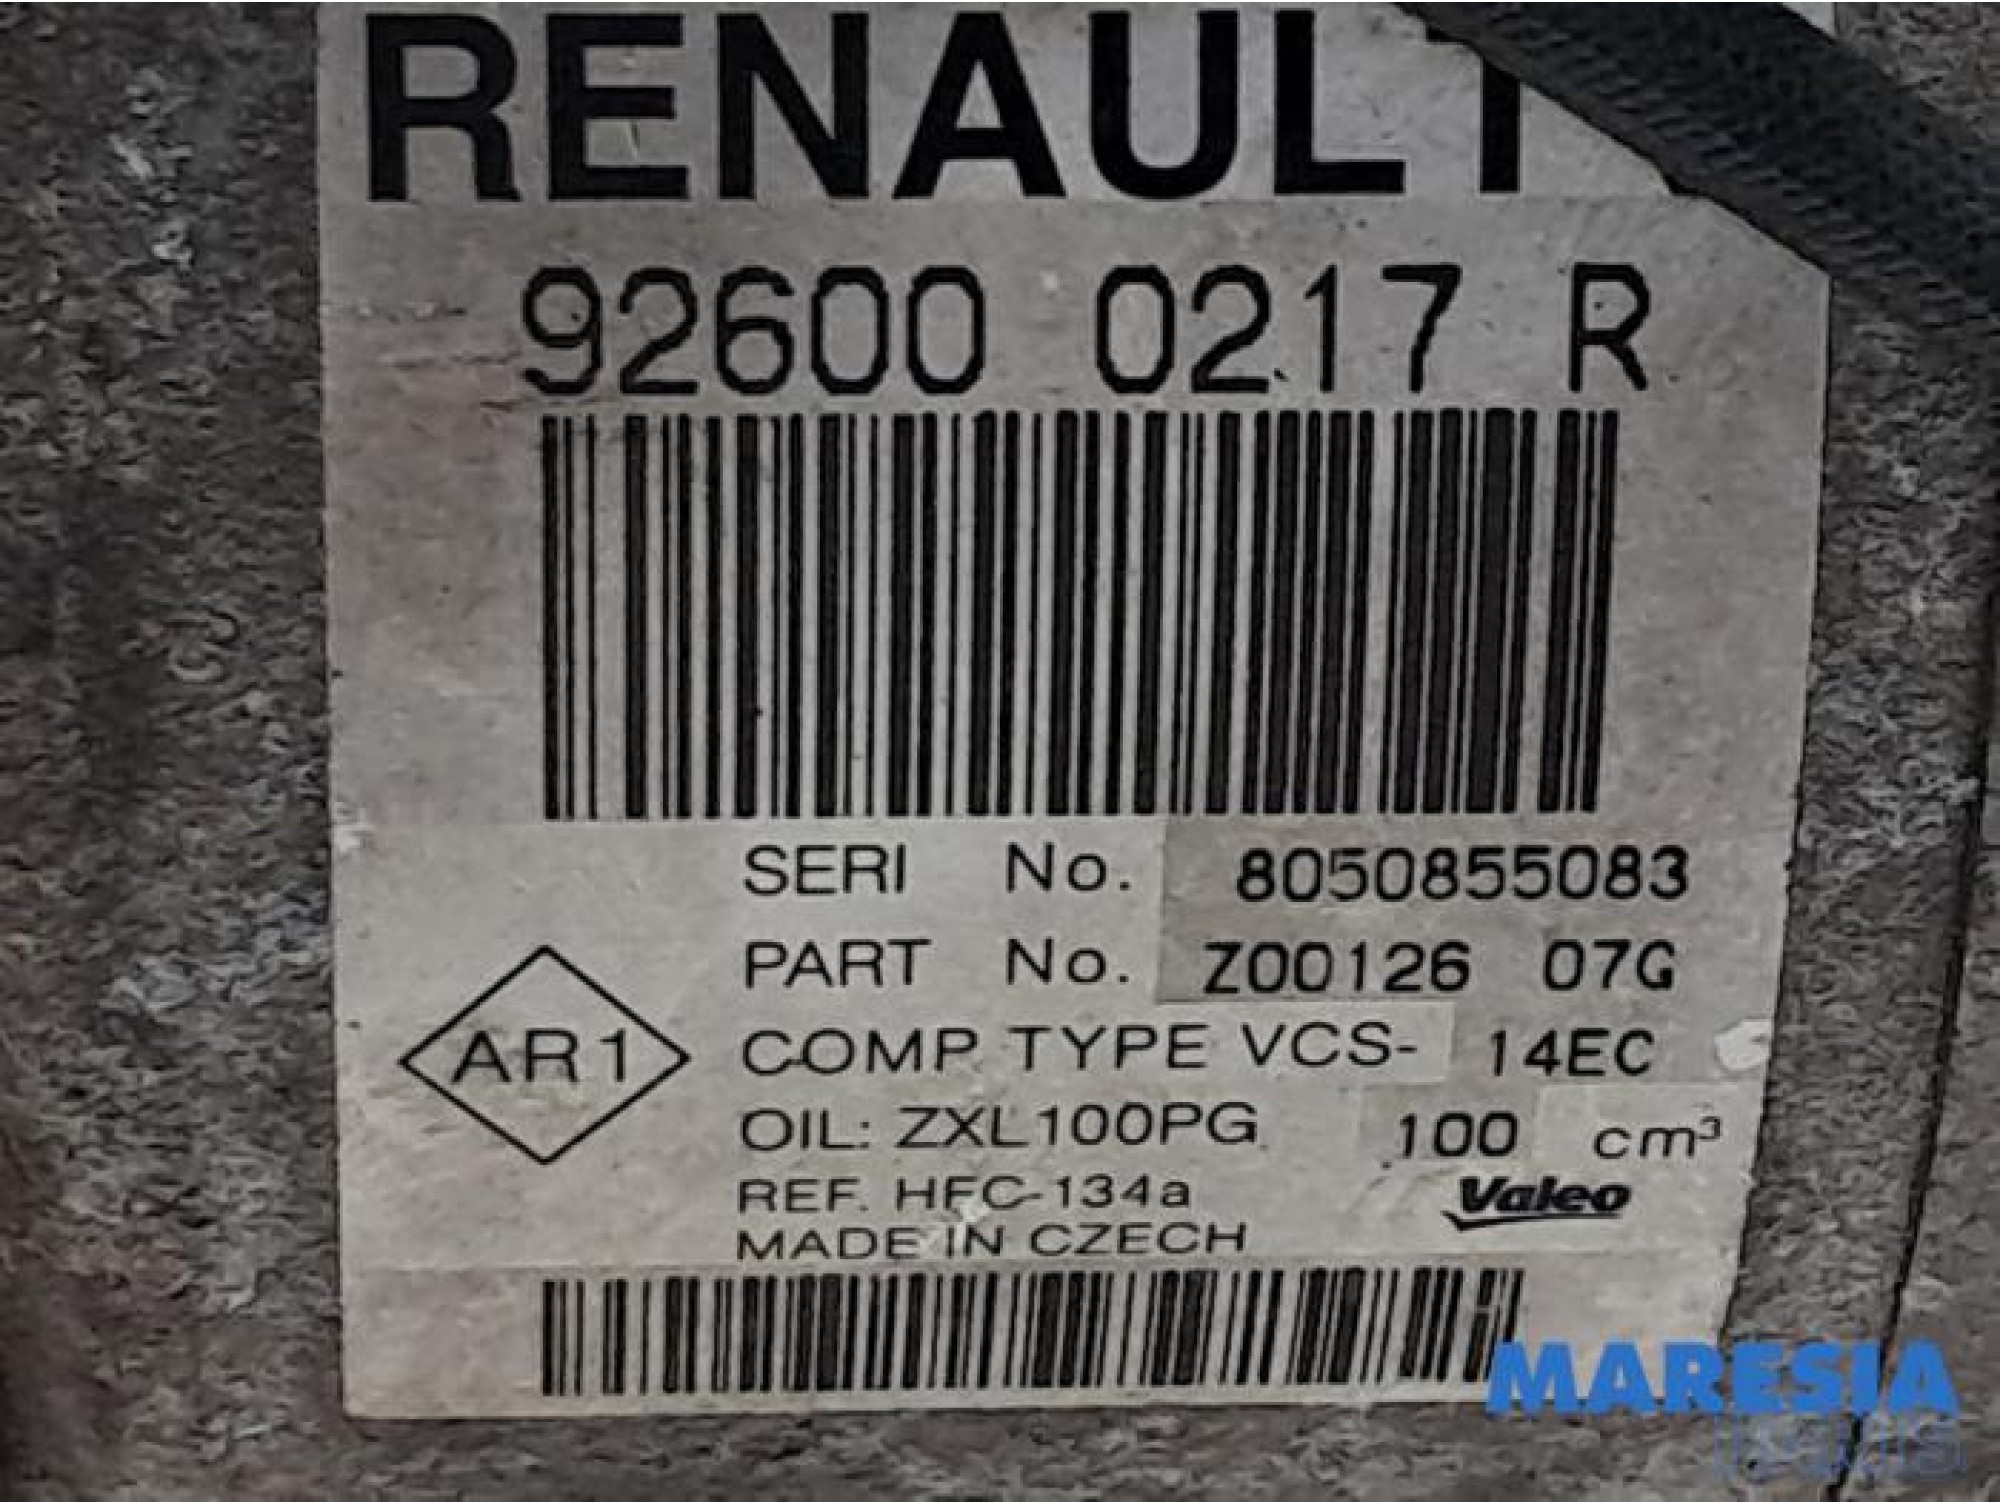 RENAULT
92600 0217 R
SERI No. 8050855083
PART No. Z00126 07G
AR1
COMP TYPE VCS- 14EC
OIL: ZXL100PG 100 cm³
REF. HFC-134a
Valeo
MADE IN CZECH
MARESIA
PARTS